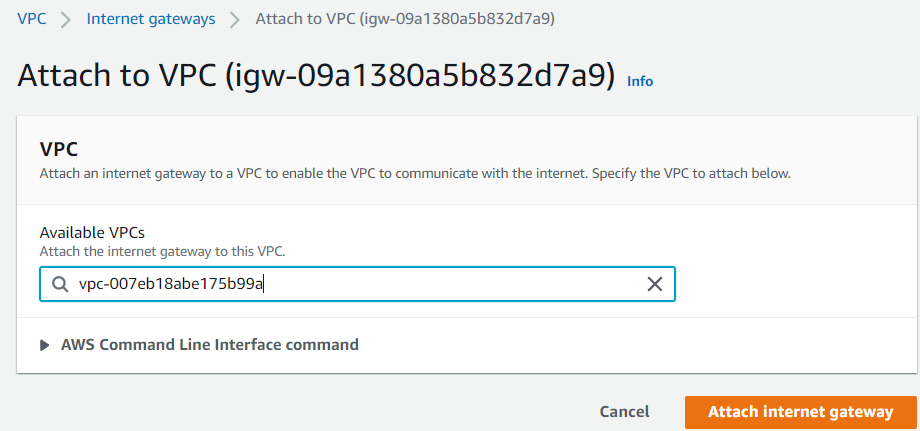 VPC > Internet gateways > Attach to VPC (igw-09a1380a5b832d7a9)
Attach to VPC (igw-09a1380a5b832d7a9) Info
VPC
Attach an internet gateway to a VPC to enable the VPC to communicate with the internet. Specify the VPC to attach below.
Available VPCs
Attach the internet gateway to this VPC.
vpc-007eb18abe175b99a
AWS Command Line Interface command
Cancel Attach internet gateway